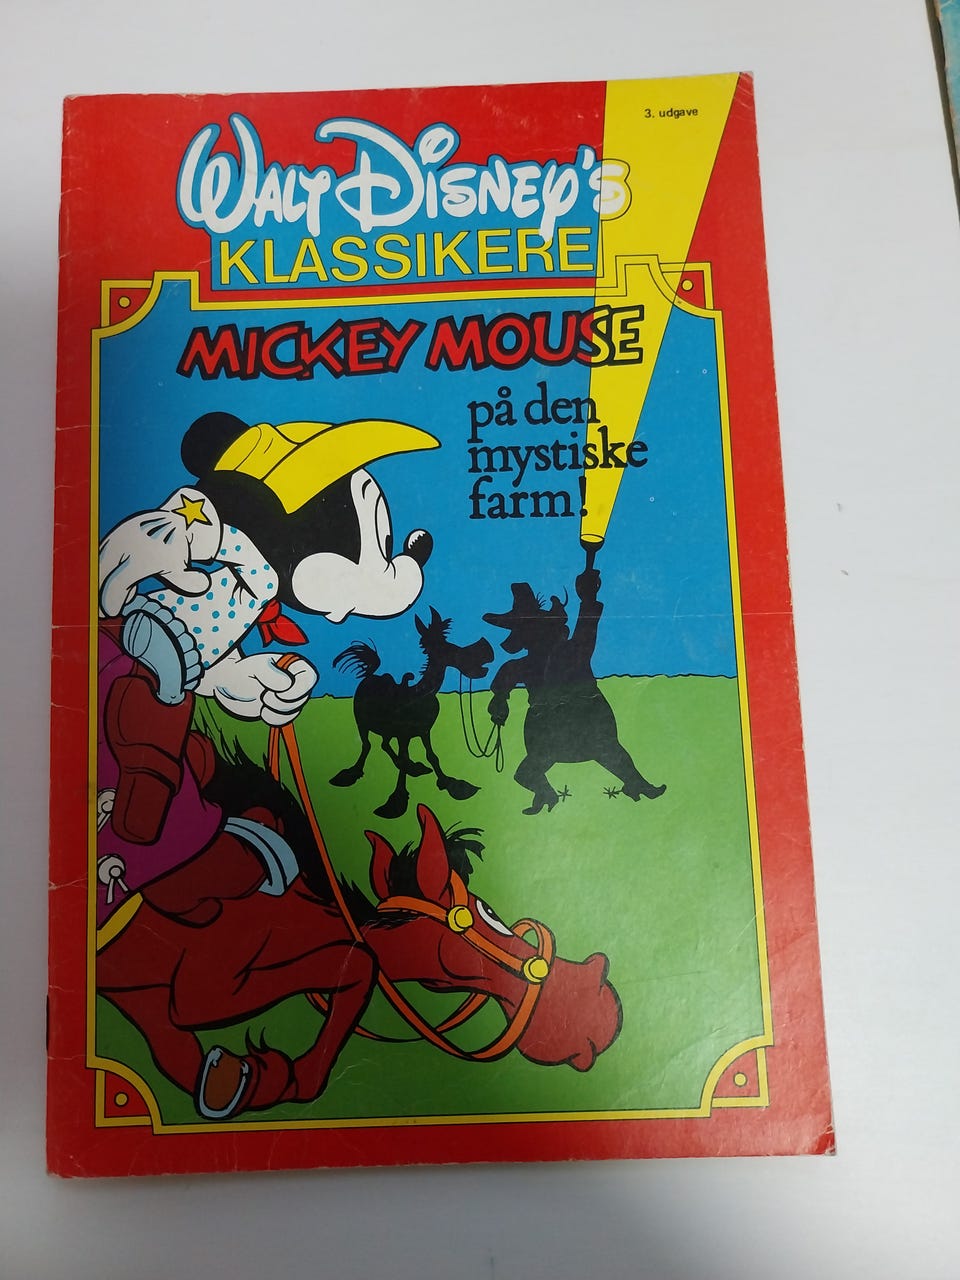 3. udgave
WALT DISNEY'S
KLASSIKERE
MICKEY MOUSE
på den
mystiske
farm!